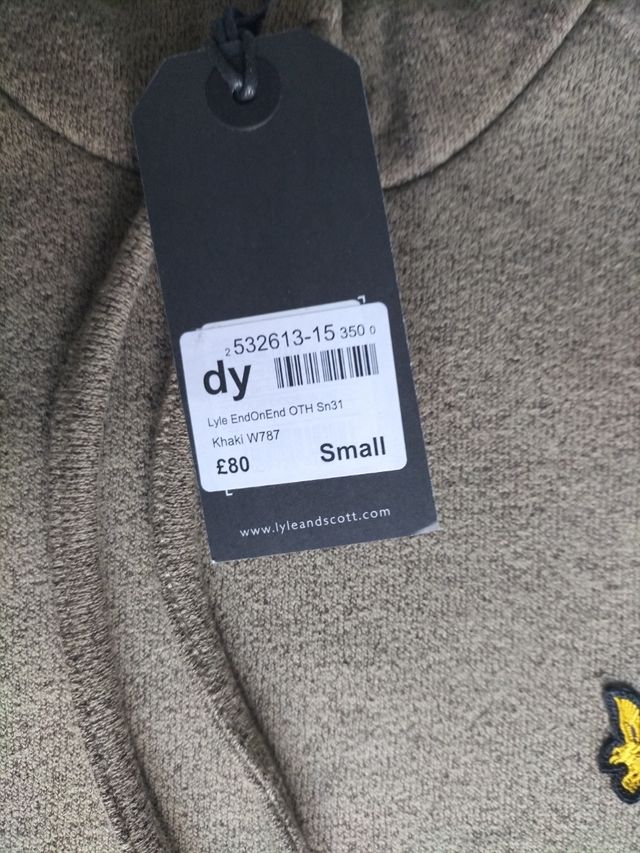 2 532613-15 350 0
dy
Lyle EndOnEnd OTH Sn31
Khaki W787
£80 Small
www.lyleandscott.com